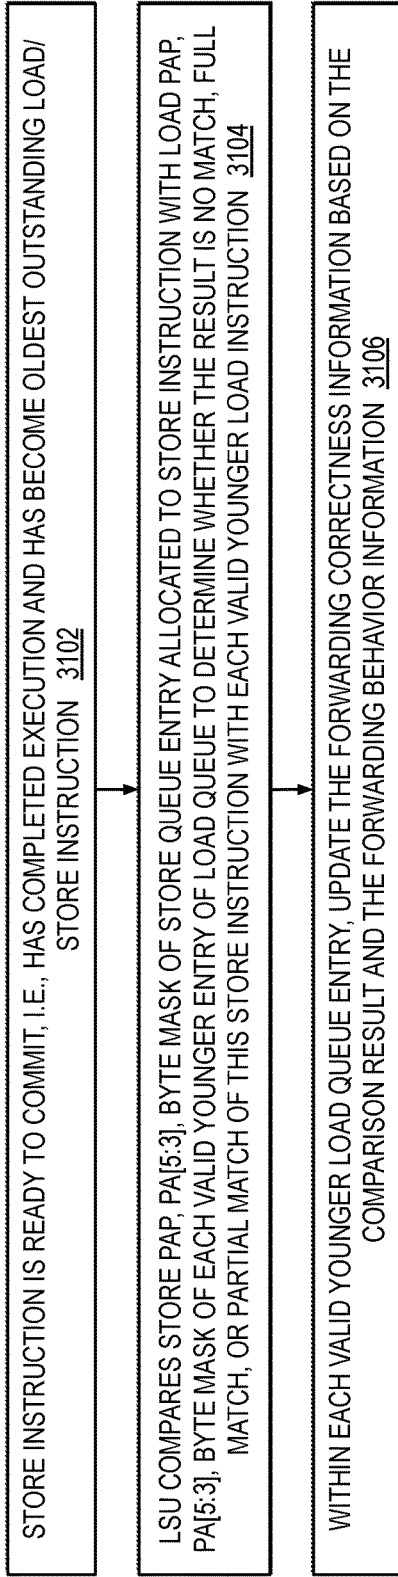 STORE INSTRUCTION IS READY TO COMMIT, I.E., HAS COMPLETED EXECUTION AND HAS BECOME OLDEST OUTSTANDING LOAD/
STORE INSTRUCTION 3102
LSU COMPARES STORE PAP, PA[5:3], BYTE MASK OF STORE QUEUE ENTRY ALLOCATED TO STORE INSTRUCTION WITH LOAD PAP,
PA[5:3], BYTE MASK OF EACH VALID YOUNGER ENTRY OF LOAD QUEUE TO DETERMINE WHETHER THE RESULT IS NO MATCH, FULL
MATCH, OR PARTIAL MATCH OF THIS STORE INSTRUCTION WITH EACH VALID YOUNGER LOAD INSTRUCTION 3104
WITHIN EACH VALID YOUNGER LOAD QUEUE ENTRY, UPDATE THE FORWARDING CORRECTNESS INFORMATION BASED ON THE
COMPARISON RESULT AND THE FORWARDING BEHAVIOR INFORMATION 3106